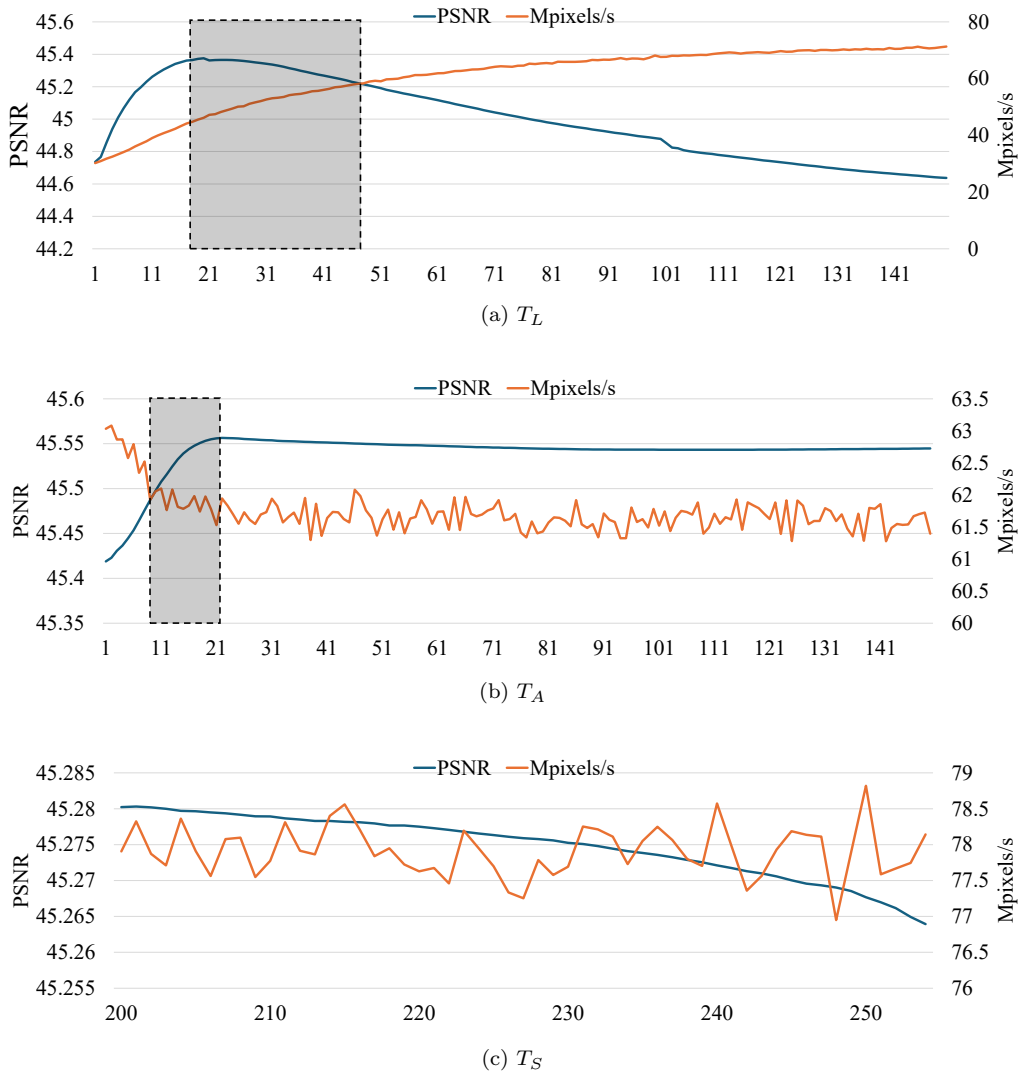 PSNR Mpixels/s
45.6
45.4
45.2
45
44.8
44.6
44.4
44.2
PSNR
80
60
40
20
0
Mpixels/s
1 11 21 31 41 51 61 71 81 91 101 111 121 131 141
(a) T_L
PSNR Mpixels/s
45.6
45.55
45.5
45.45
45.4
45.35
PSNR
63.5
63
62.5
62
61.5
61
60.5
60
Mpixels/s
1 11 21 31 41 51 61 71 81 91 101 111 121 131 141
(b) T_A
PSNR Mpixels/s
45.285
45.28
45.275
45.27
45.265
45.26
45.255
PSNR
79
78.5
78
77.5
77
76.5
76
Mpixels/s
200 210 220 230 240 250
(c) T_S